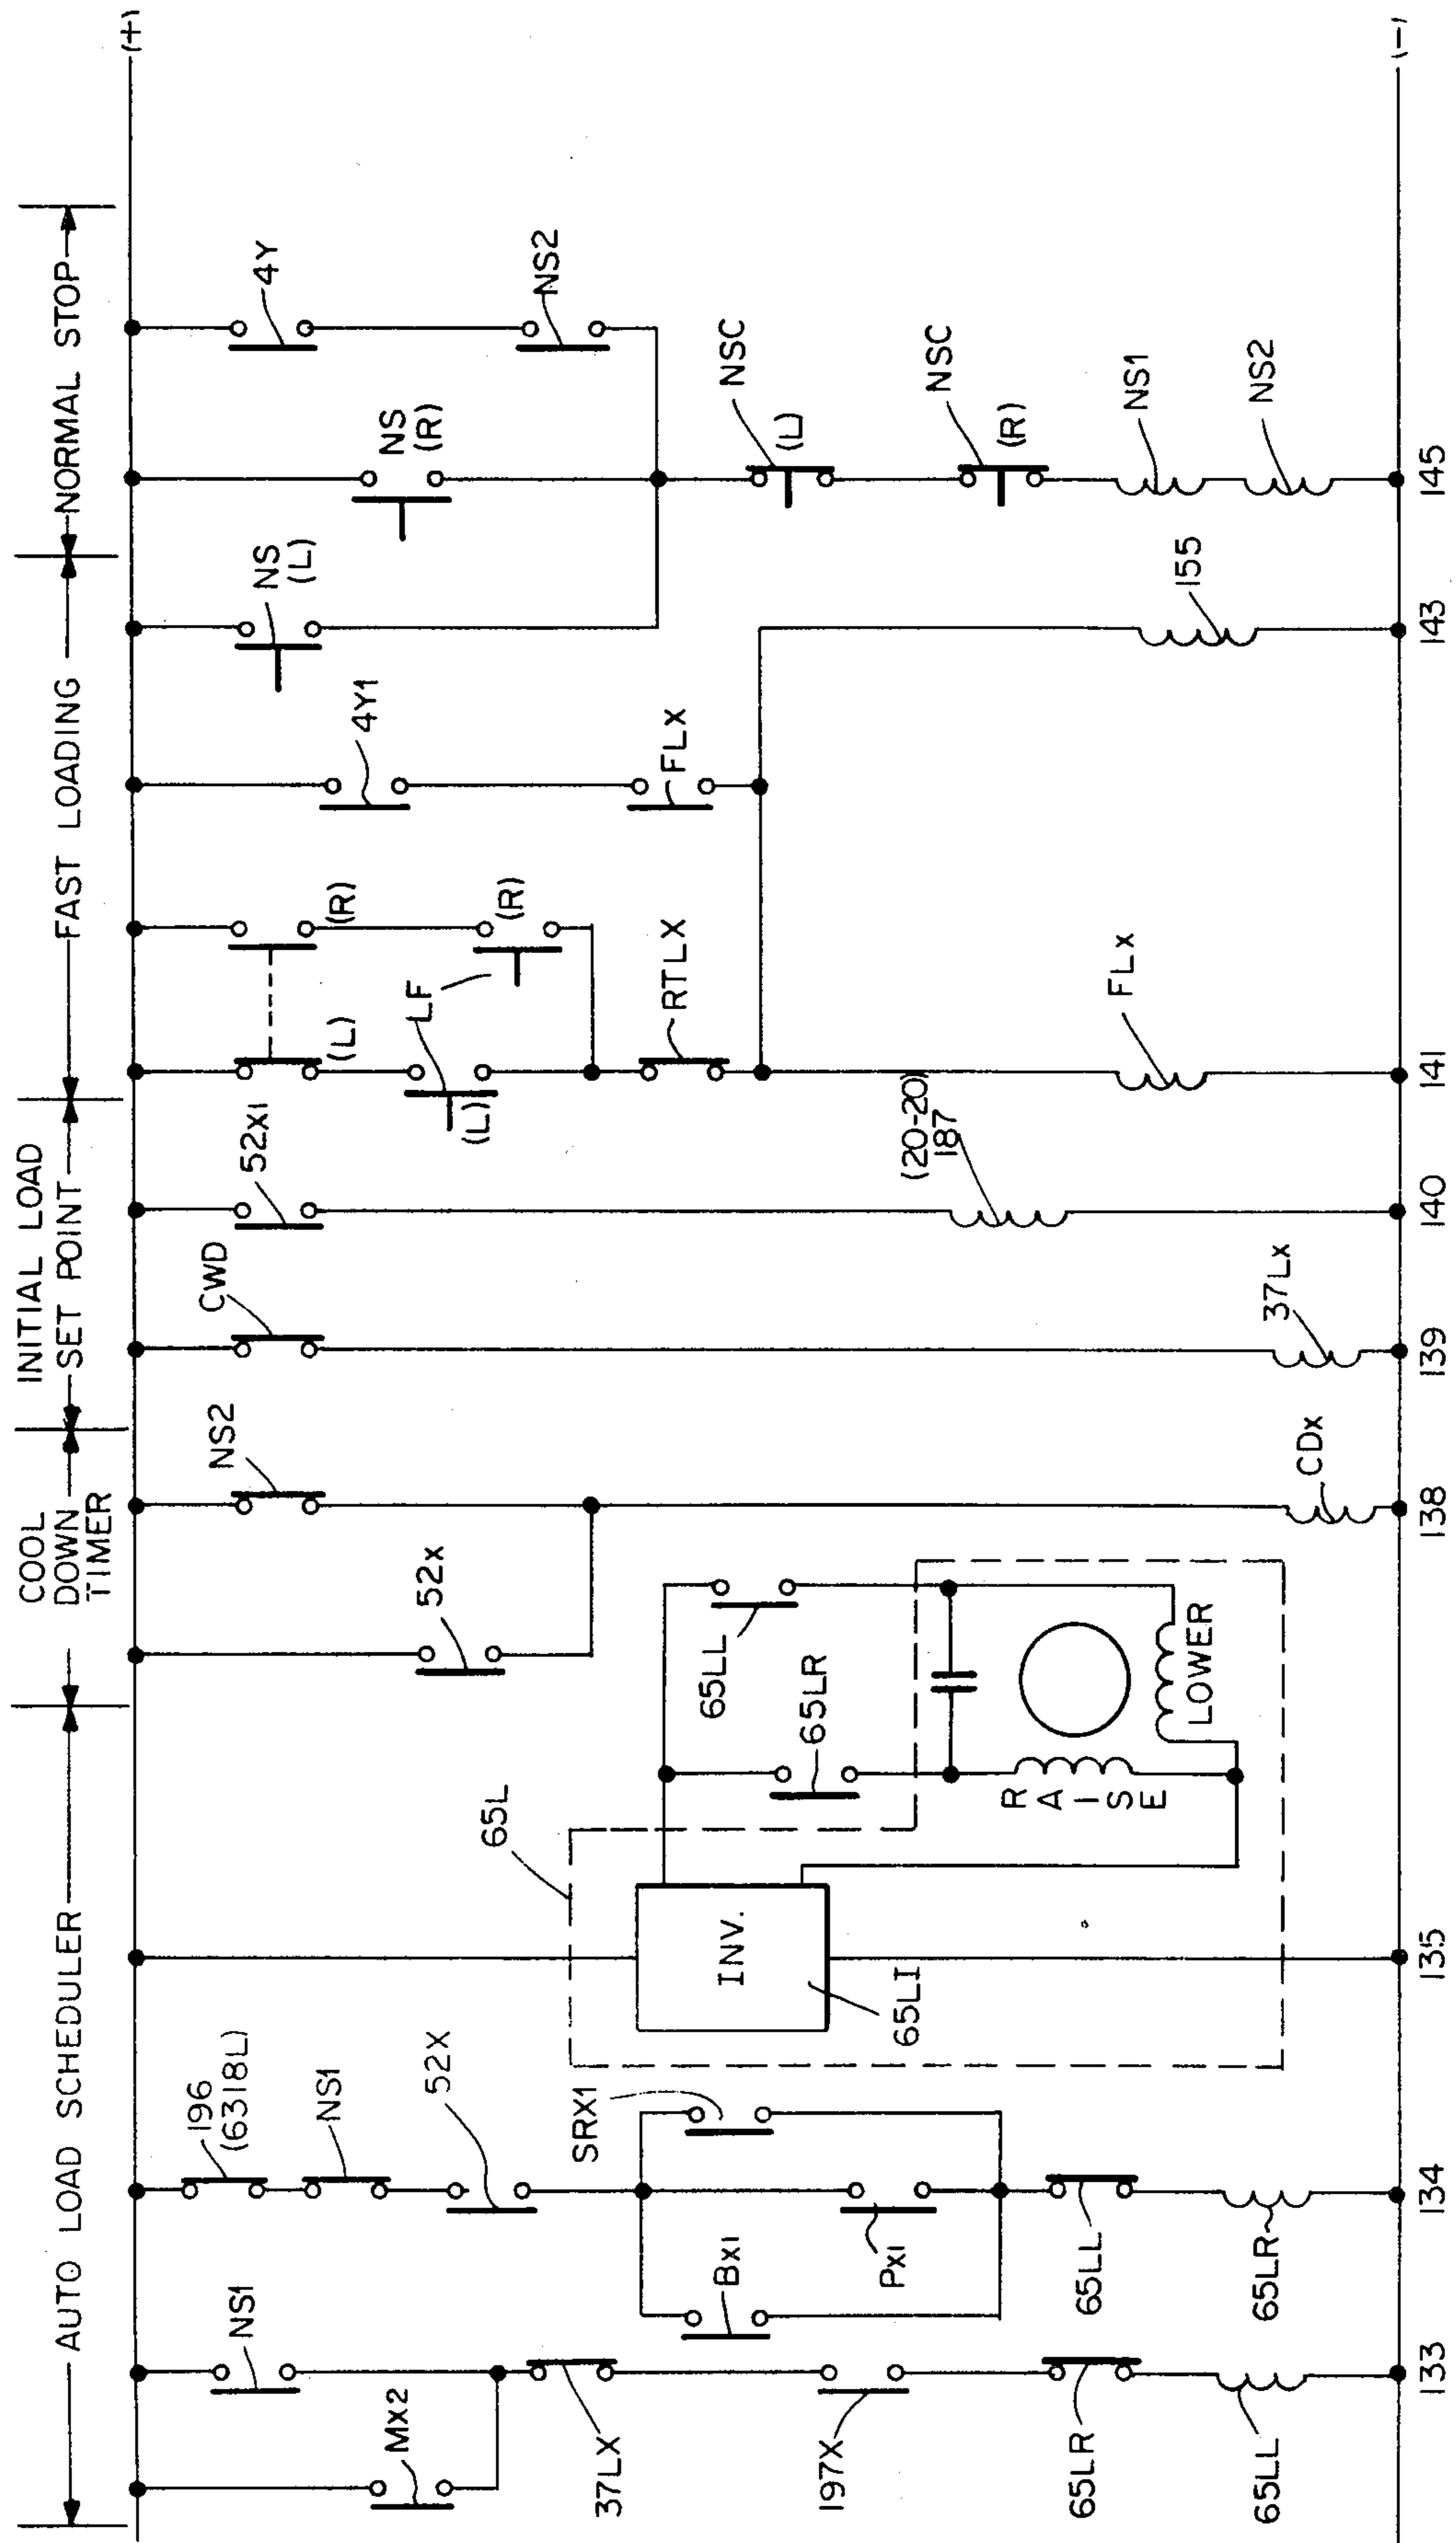 AUTO LOAD SCHEDULER
COOL
DOWN
TIMER
INITIAL LOAD
SET POINT
FAST LOADING
NORMAL STOP
(+)
(-)
Mx2
NS1
37LX
197X
65LR
65LL
133
196
(6318L)
NS1
52X
Bx1
Px1
SRX1
65LL
65LR
134
65L
INV.
65LI
65LR
65LL
RAISE
LOWER
135
52x
NS2
CDx
138
CWD
37Lx
139
52X1
(20-20)
187
140
(L)
(R)
LF
(L)
(R)
RTLX
FLx
141
4Y1
FLX
155
143
NS
(L)
NS
(R)
4Y
NS2
NSC
(L)
NSC
(R)
NS1
NS2
145